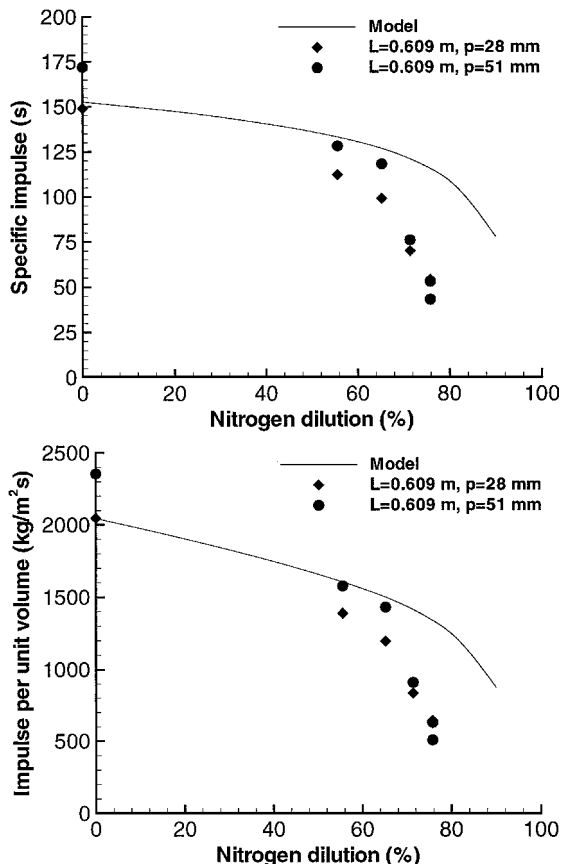 200
175
150
125
100
75
50
25
0
Specific impulse (s)
Model
L=0.609 m, p=28 mm
L=0.609 m, p=51 mm
0 20 40 60 80 100
Nitrogen dilution (%)
2500
2000
1500
1000
500
0
Impulse per unit volume (kg/m²s)
Model
L=0.609 m, p=28 mm
L=0.609 m, p=51 mm
0 20 40 60 80 100
Nitrogen dilution (%)